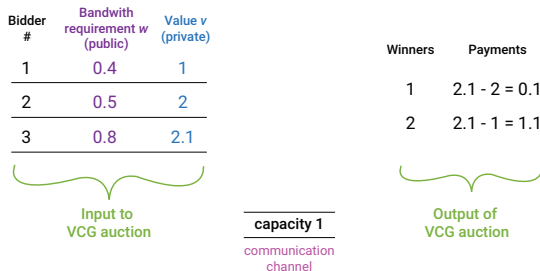 Bidder
#
Bandwith
requirement w
(public)
Value v
(private)
1 0.4 1
2 0.5 2
3 0.8 2.1
Input to
VCG auction
capacity 1
communication
channel
Winners Payments
1 2.1 - 2 = 0.1
2 2.1 - 1 = 1.1
Output of
VCG auction